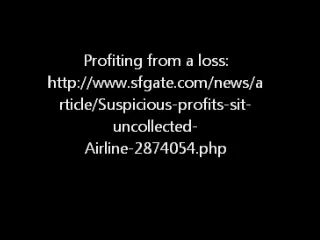 Profiting from a loss:
http://www.sfgate.com/news/a
rticle/Suspicious-profits-sit-
uncollected-
Airline-2874054.php